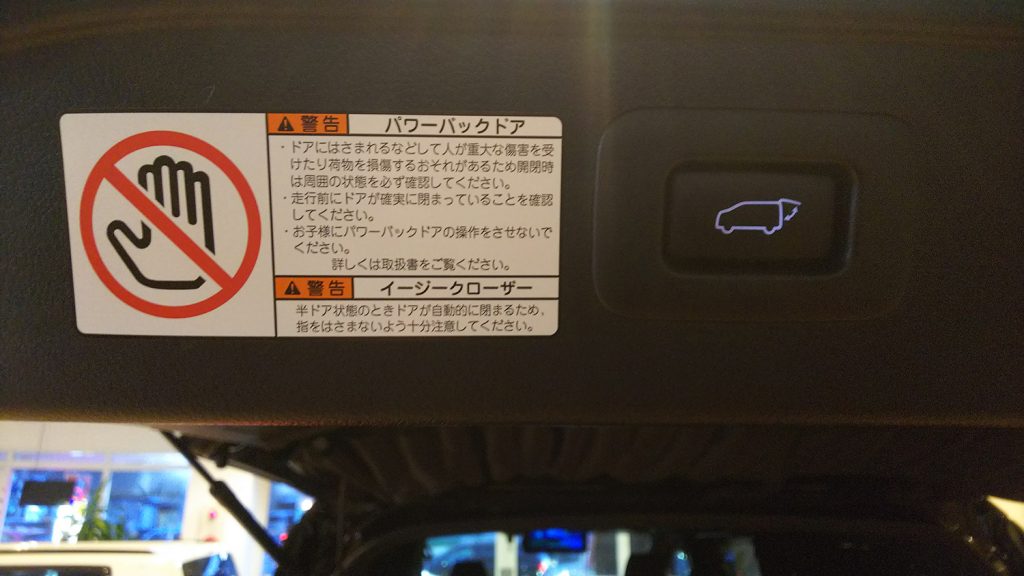 警告 パワーバックドア
・ドアにはさまれるなどして人が重大な傷害を受
けたり荷物を損傷するおそれがあるため開閉時
は周囲の状態を必ず確認してください。
・走行前にドアが確実に閉まっていることを確認
してください。
・お子様にパワーバックドアの操作をさせないで
ください。
詳しくは取扱書をご覧ください。
警告 イージークローザー
半ドア状態のときドアが自動的に閉まるため、
指をはさまないよう十分注意してください。